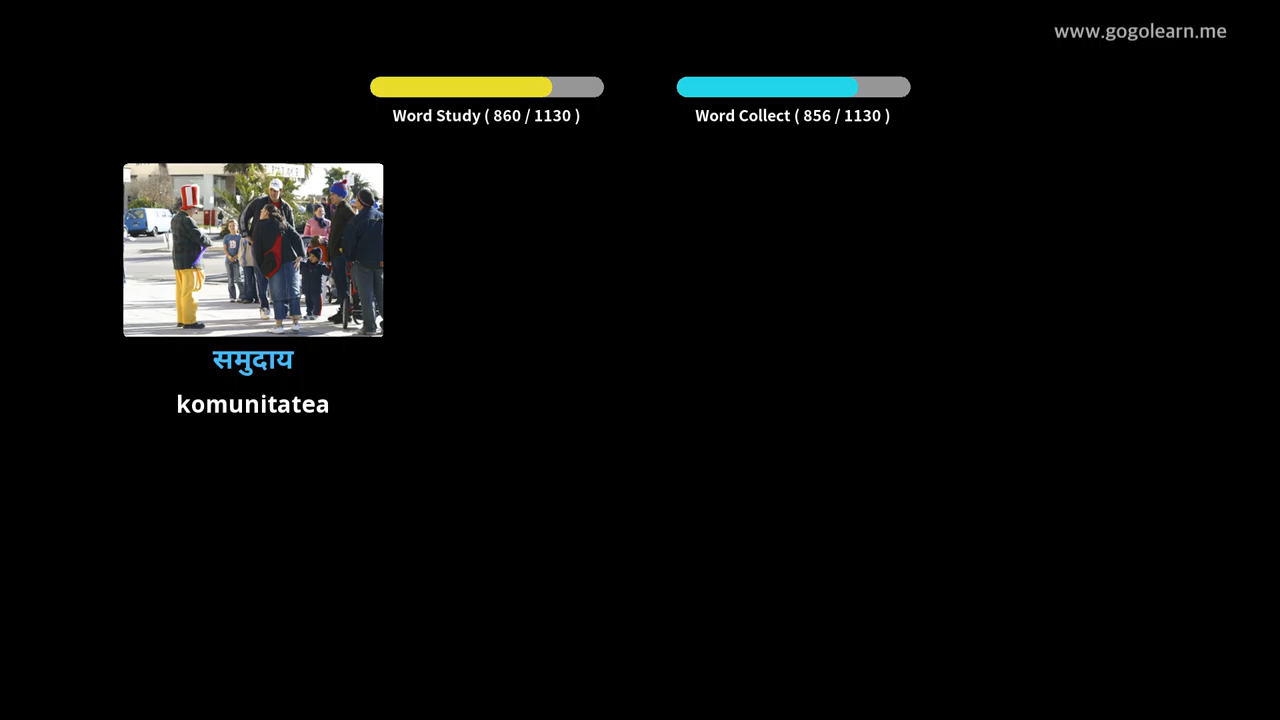 www.gogolearn.me
Word Study ( 860 / 1130 )
Word Collect ( 856 / 1130 )
समुदाय
komunitatea